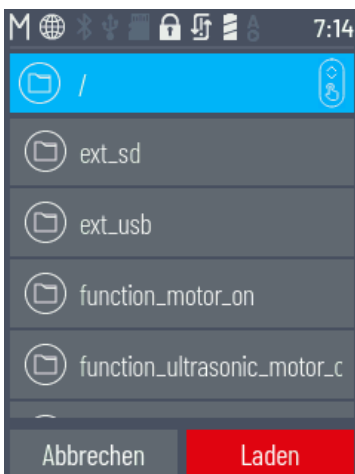 M 7:14
/
ext_sd
ext_usb
function_motor_on
function_ultrasonic_motor_c
Abbrechen Laden